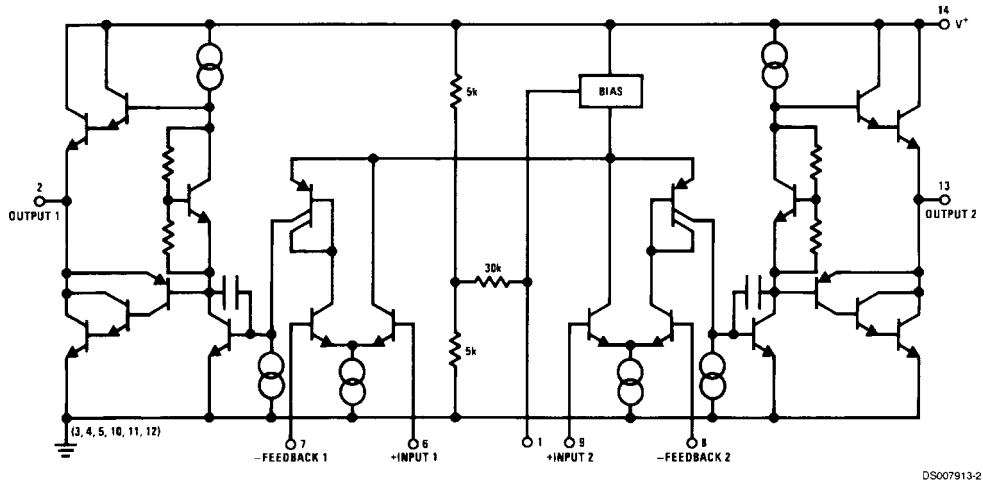 14
V+
5k
BIAS
2
OUTPUT 1
13
OUTPUT 2
30k
5k
(3, 4, 5, 10, 11, 12)
7
–FEEDBACK 1
6
+INPUT 1
1
9
+INPUT 2
8
–FEEDBACK 2
DS007913-2